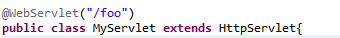 @WebServlet("/foo")
public class MyServlet extends HttpServlet{